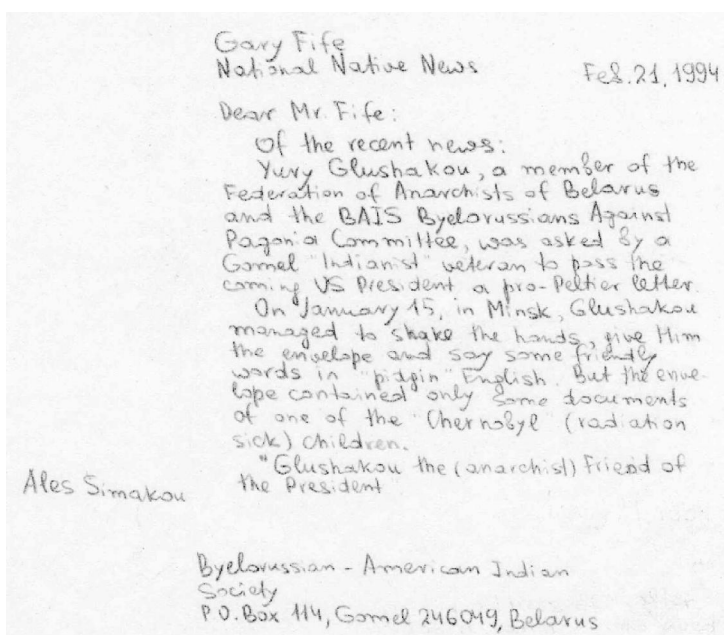 Gary Fife
National Native News
Feb. 21, 1994
Dear Mr. Fife:
Of the recent news:
Yury Glushakou, a member of the
Federation of Anarchists of Belarus
and the BAIS Byelorussians Against
Pagonia Committee, was asked by a
Gomel "Indianist" veteran to pass the
coming US President a pro-Peltier letter.
On January 15, in Minsk, Glushakou
managed to shake the hands, give Him
the envelope and say some friendly
words in "pidgin" English. But the enve-
lope contained only some documents
of one of the "Chernobyl" (radiation
sick) children.
"Glushakou the (anarchist) Friend of
the President"
Ales Simakou
Byelorussian - American Indian
Society
P.O. Box 114, Gomel 246049, Belarus